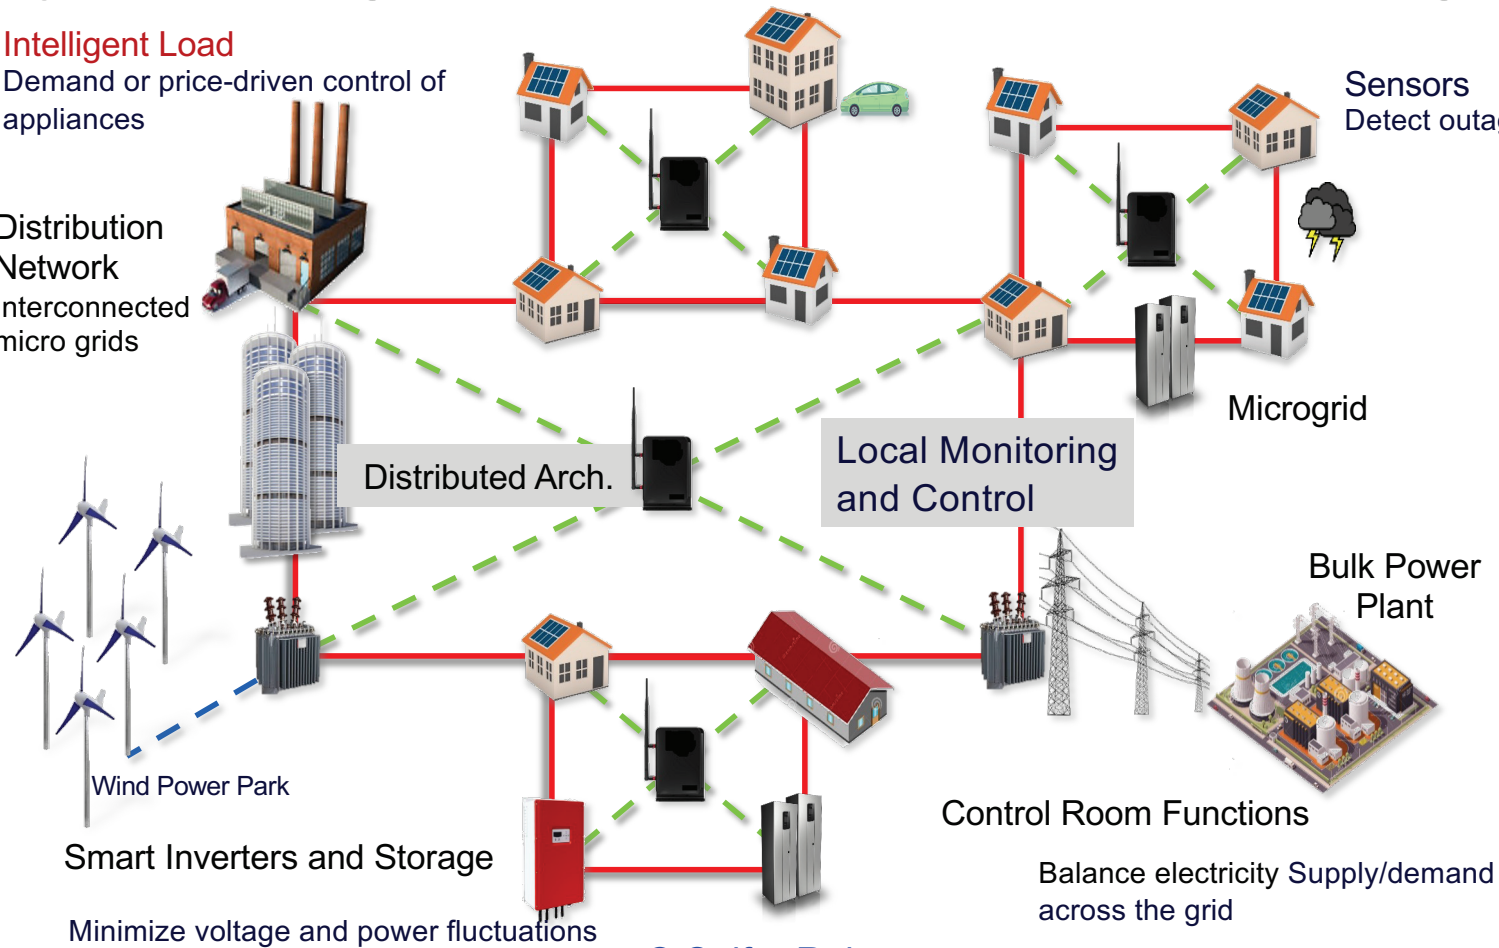 Intelligent Load
Demand or price-driven control of
appliances
Sensors
Detect
Distribution
Network
interconnected
micro grids
Microgrid
Distributed Arch.
Local Monitoring
and Control
Bulk Power
Plant
Wind Power Park
Control Room Functions
Smart Inverters and Storage
Balance electricity Supply/demand
across the grid
Minimize voltage and power fluctuations